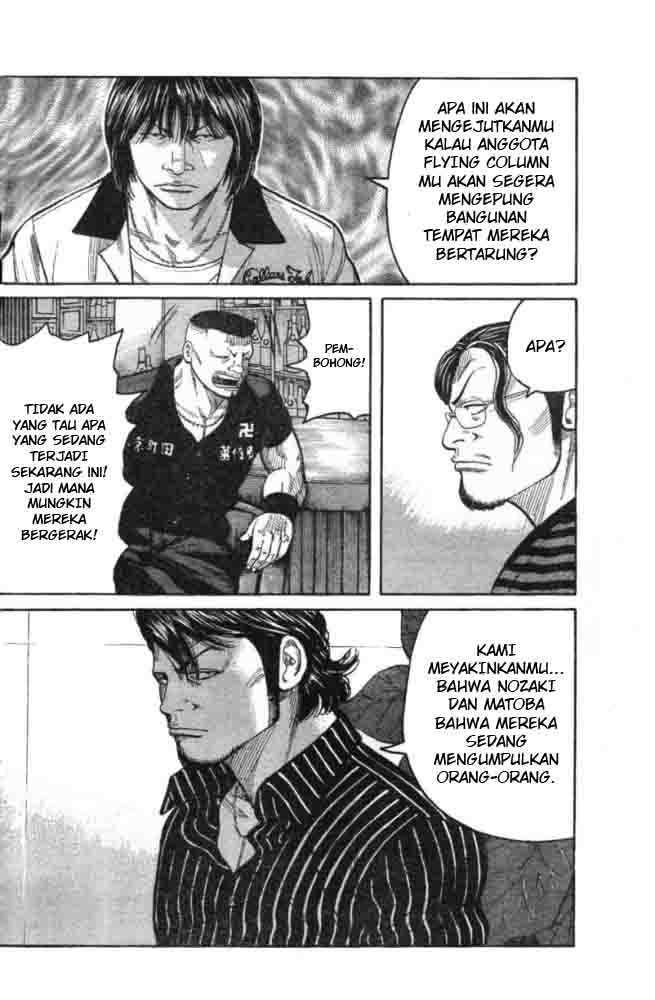 APA INI AKAN
MENGEJUTKANMU
KALAU ANGGOTA
FLYING COLUMN
MU AKAN SEGERA
MENGEPUNG
BANGUNAN
TEMPAT MEREKA
BERTARUNG?
APA?
PEM-
BOHONG!
TIDAK ADA
YANG TAU APA
YANG SEDANG
TERJADI
SEKARANG INI!
JADI MANA
MUNGKIN
MEREKA
BERGERAK!
KAMI
MEYAKINKANMU...
BAHWA NOZAKI
DAN MATOBA
BAHWA MEREKA
SEDANG
MENGUMPULKAN
ORANG-ORANG.